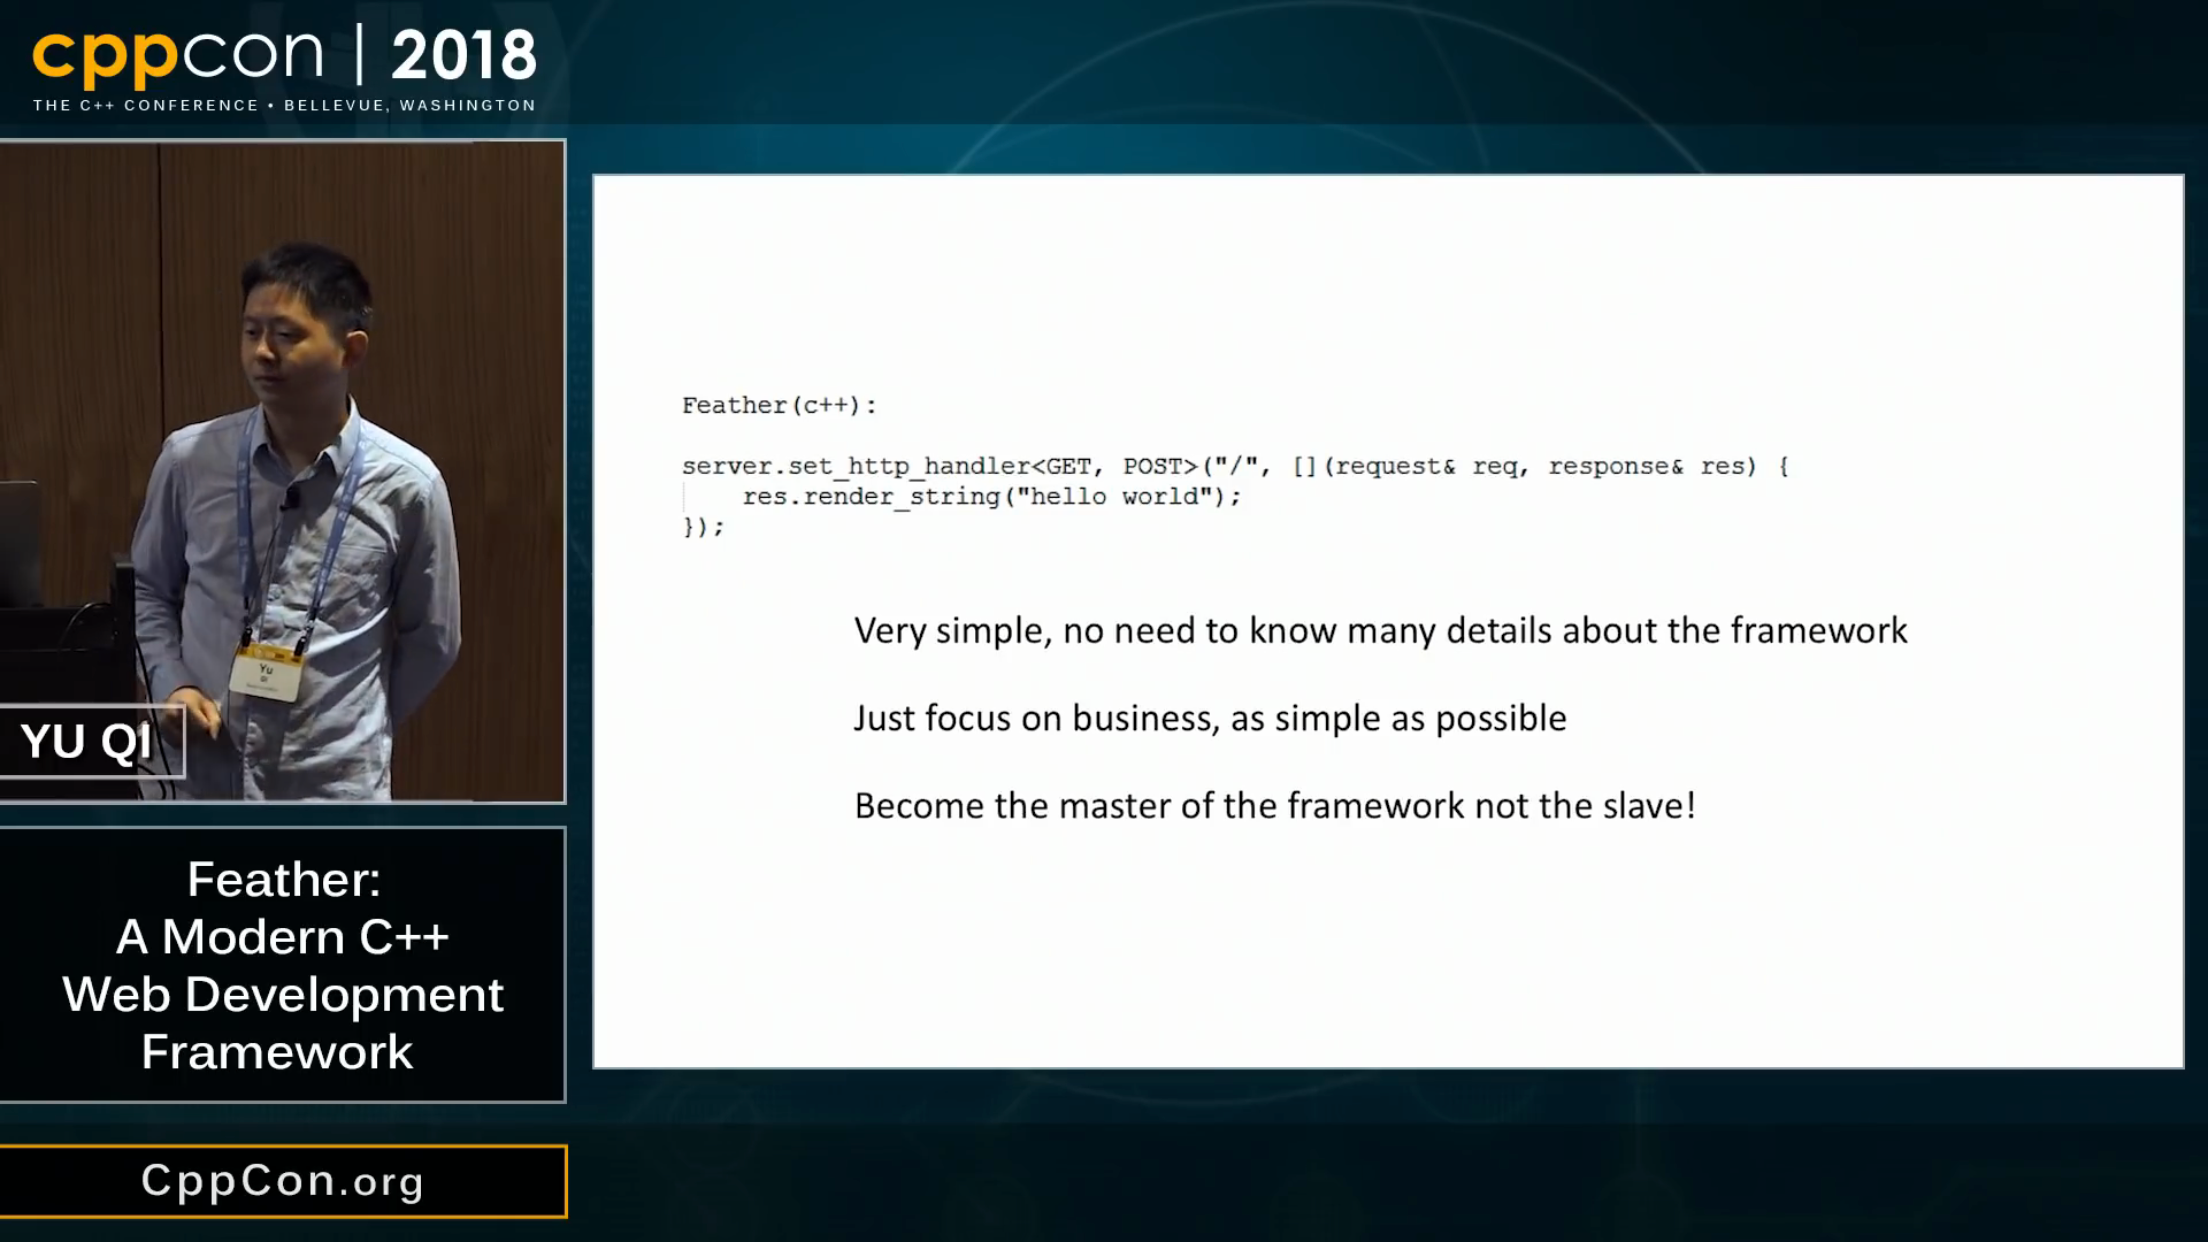 cppcon | 2018
THE C++ CONFERENCE • BELLEVUE, WASHINGTON
Feather(c++):
server.set_http_handler<GET, POST>("/", [](request& req, response& res) {
res.render_string("hello world");
});
Very simple, no need to know many details about the framework
Just focus on business, as simple as possible
Become the master of the framework not the slave!
Yu
QI
YU QI
Feather:
A Modern C++
Web Development
Framework
CppCon.org